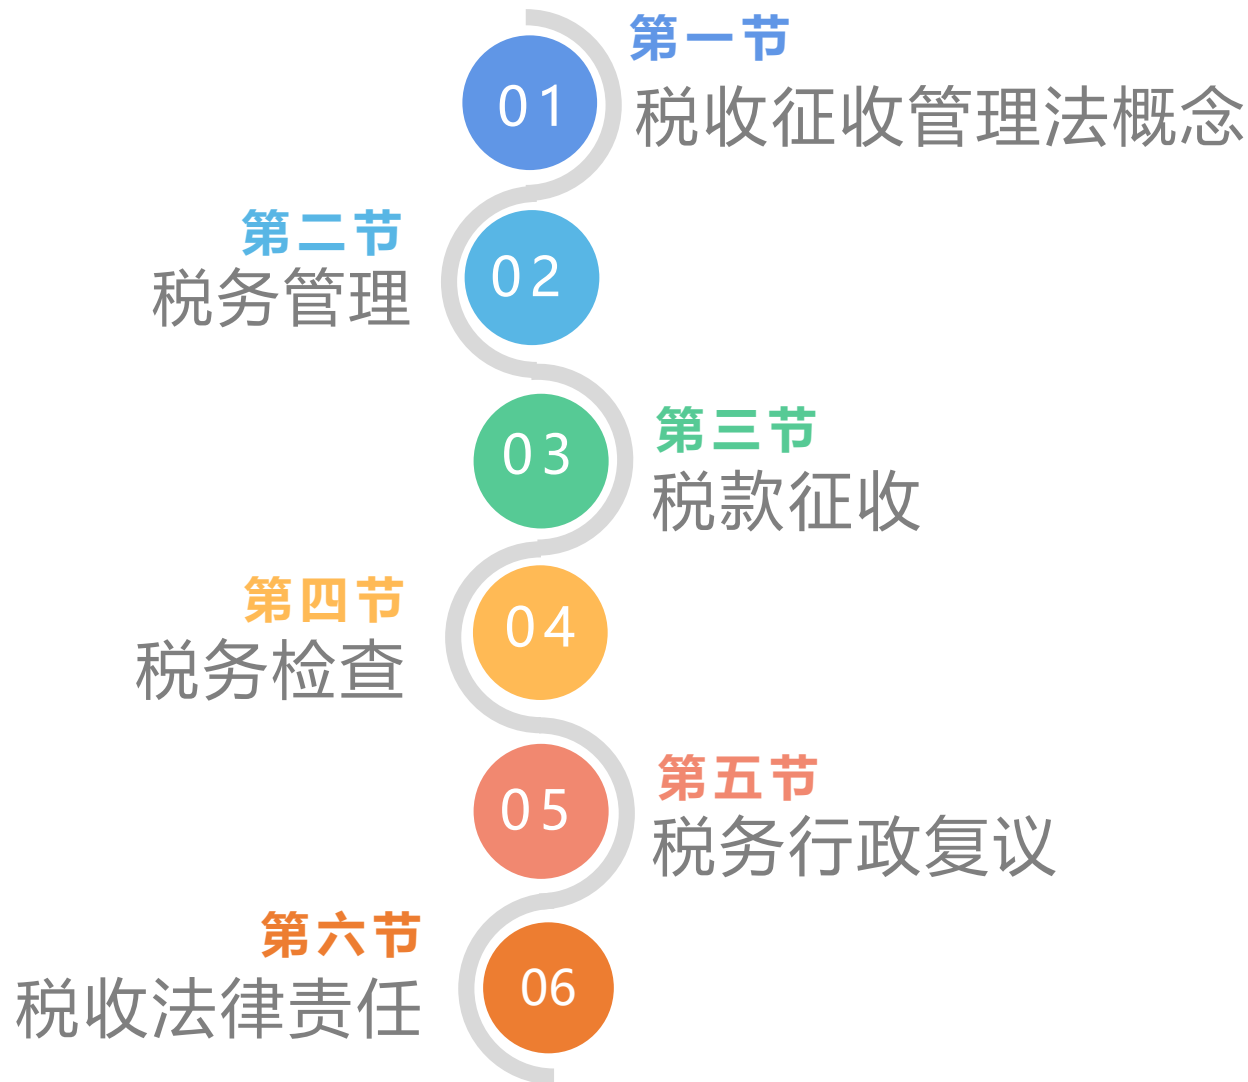 第一节
01
税收征收管理法概念
第二节
02
税务管理
第三节
03
税款征收
第四节
04
税务检查
第五节
05
税务行政复议
第六节
06
税收法律责任